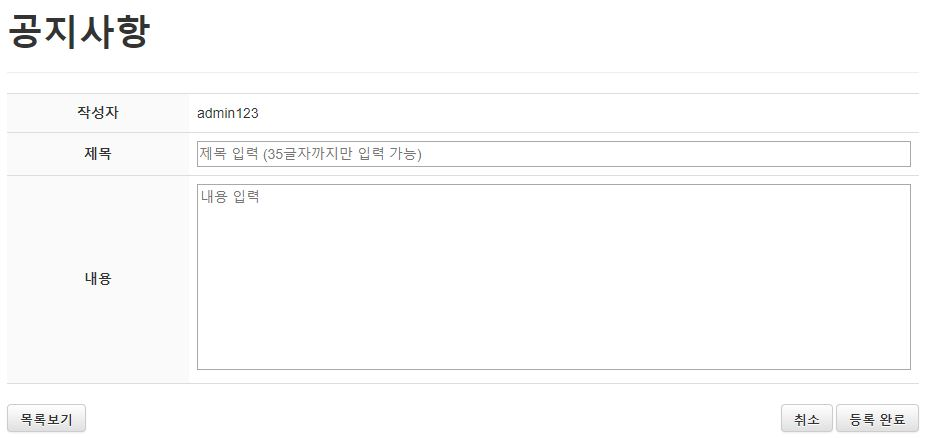 공지사항
작성자 admin123
제목 제목 입력 (35글자까지만 입력 가능)
내용 입력
내용
목록보기 취소 등록 완료